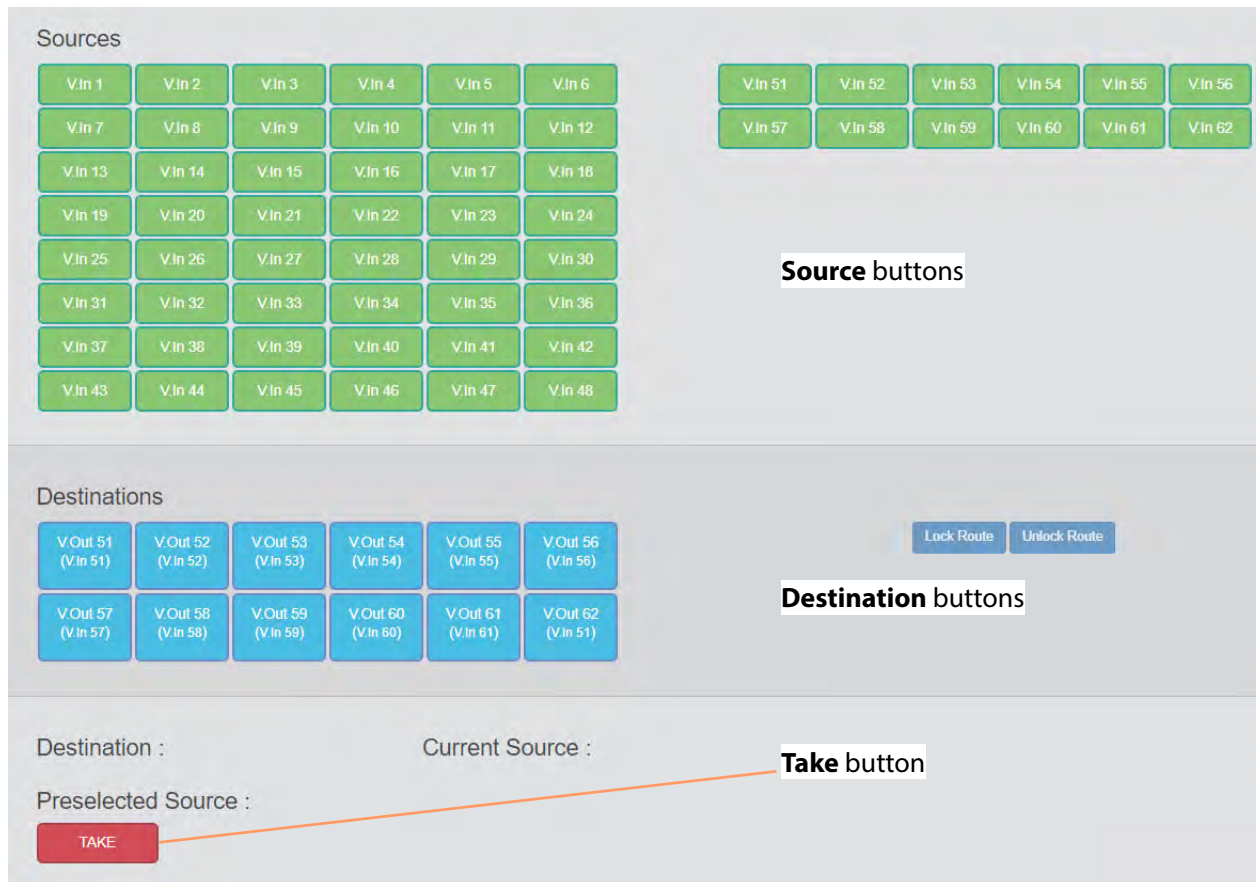 Sources
V.In 1 V.In 2 V.In 3 V.In 4 V.In 5 V.In 6 V.In 51 V.In 52 V.In 53 V.In 54 V.In 55 V.In 56
V.In 7 V.In 8 V.In 9 V.In 10 V.In 11 V.In 12 V.In 57 V.In 58 V.In 59 V.In 60 V.In 61 V.In 62
V.In 13 V.In 14 V.In 15 V.In 16 V.In 17 V.In 18
V.In 19 V.In 20 V.In 21 V.In 22 V.In 23 V.In 24
V.In 25 V.In 26 V.In 27 V.In 28 V.In 29 V.In 30
Source buttons
V.In 31 V.In 32 V.In 33 V.In 34 V.In 35 V.In 36
V.In 37 V.In 38 V.In 39 V.In 40 V.In 41 V.In 42
V.In 43 V.In 44 V.In 45 V.In 46 V.In 47 V.In 48
Destinations
V.Out 51 V.Out 52 V.Out 53 V.Out 54 V.Out 55 V.Out 56 Lock Route Unlock Route
(V.In 51) (V.In 52) (V.In 53) (V.In 54) (V.In 55) (V.In 56)
Destination buttons
V.Out 57 V.Out 58 V.Out 59 V.Out 60 V.Out 61 V.Out 62
(V.In 57) (V.In 58) (V.In 59) (V.In 60) (V.In 61) (V.In 51)
Destination : Current Source :
Take button
Preselected Source :
TAKE